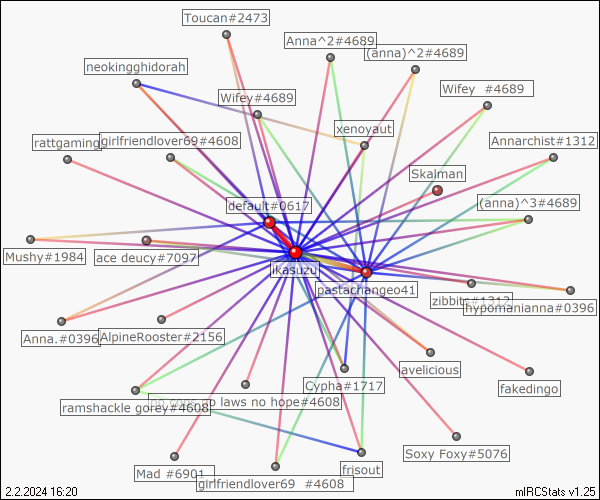 Toucan#2473
Anna^2#4689
(anna)^2#4689
neokingghidorah
Wifey#4689
Wifey  #4689
xenoyaut
rattgaming
girlfriendlover69#4608
Annarchist#1312
Skalman
default#0617
(anna)^3#4689
Mushy#1984
ace deucy#7097
ikasuzu
pastachangeo41
zibbits#1312
hypomanianna#0396
Anna.#0396
AlpineRooster#2156
Cypha#1717
avelicious
fakedingo
ramshackle gorey#4608
no cops no laws no hope#4608
Soxy Foxy#5076
Mad #6901
girlfriendlover69  #4608
frisout
2.2.2024 16:20
mIRCStats v1.25